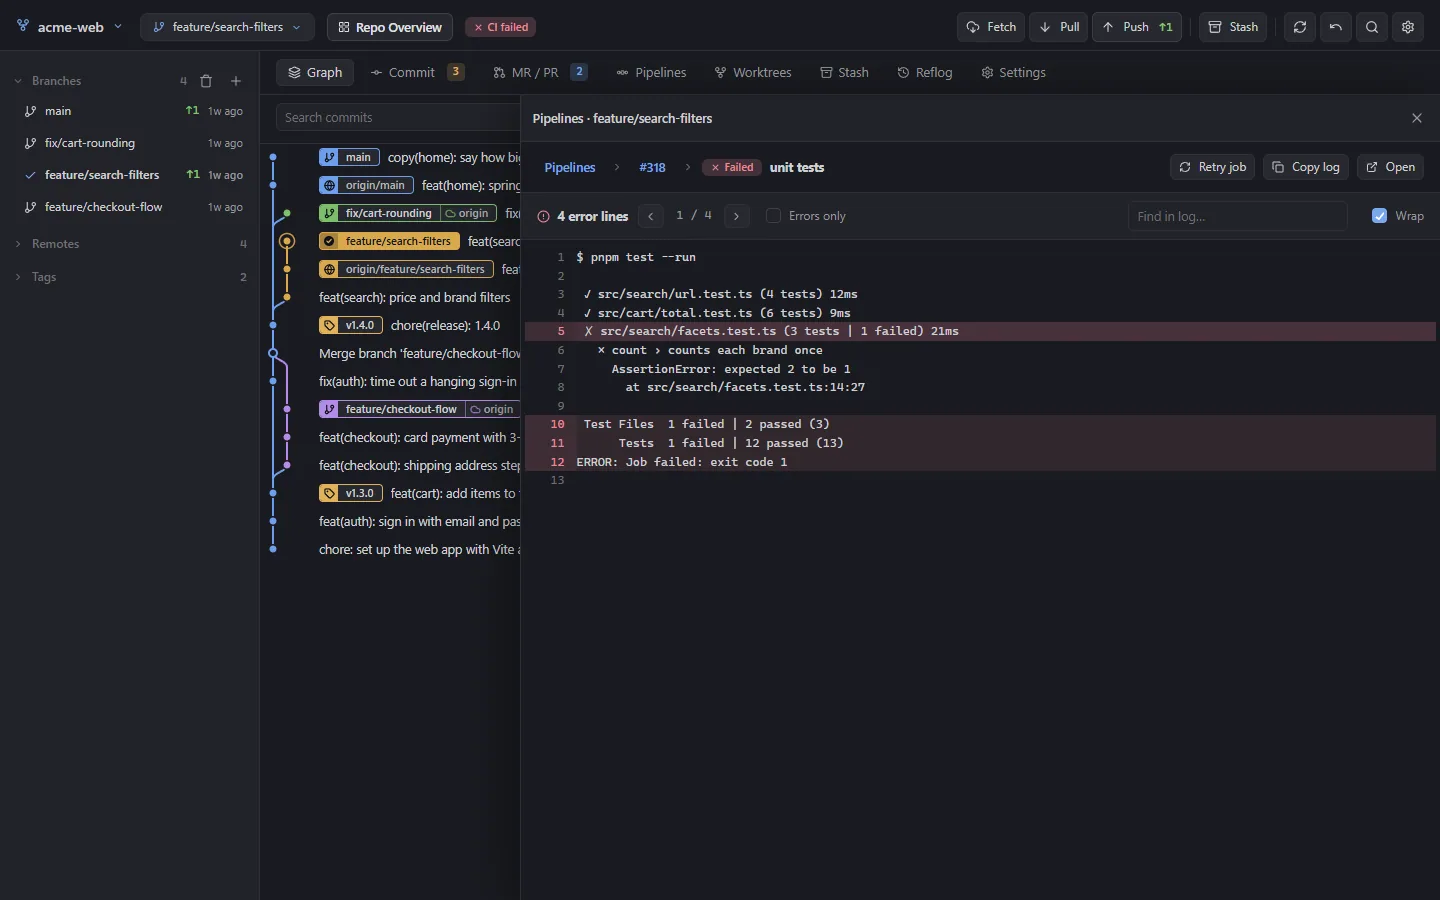 acme-web
feature/search-filters
Repo Overview
× CI failed
Fetch
Pull
Push ↑1
Stash
Branches 4
main ↑1 1w ago
fix/cart-rounding 1w ago
feature/search-filters ↑1 1w ago
feature/checkout-flow 1w ago
Remotes 4
Tags 2
Graph
Commit 3
MR / PR 2
Pipelines
Worktrees
Stash
Reflog
Settings
Search commits
main copy(home): say how big
origin/main feat(home): spring
fix/cart-rounding origin fix(
feature/search-filters feat(searc
origin/feature/search-filters feat
feat(search): price and brand filters
v1.4.0 chore(release): 1.4.0
Merge branch 'feature/checkout-flow
fix(auth): time out a hanging sign-in
feature/checkout-flow origin
feat(checkout): card payment with 3-
feat(checkout): shipping address step
v1.3.0 feat(cart): add items to
feat(auth): sign in with email and pas
chore: set up the web app with Vite
Pipelines · feature/search-filters
Pipelines › #318 › × Failed unit tests
Retry job
Copy log
Open
4 error lines
1 / 4
Errors only
Find in log...
Wrap
1 $ pnpm test --run
2
3 ✓ src/search/url.test.ts (4 tests) 12ms
4 ✓ src/cart/total.test.ts (6 tests) 9ms
5 ✗ src/search/facets.test.ts (3 tests | 1 failed) 21ms
6 × count › counts each brand once
7 AssertionError: expected 2 to be 1
8 at src/search/facets.test.ts:14:27
9
10 Test Files 1 failed | 2 passed (3)
11 Tests 1 failed | 12 passed (13)
12 ERROR: Job failed: exit code 1
13